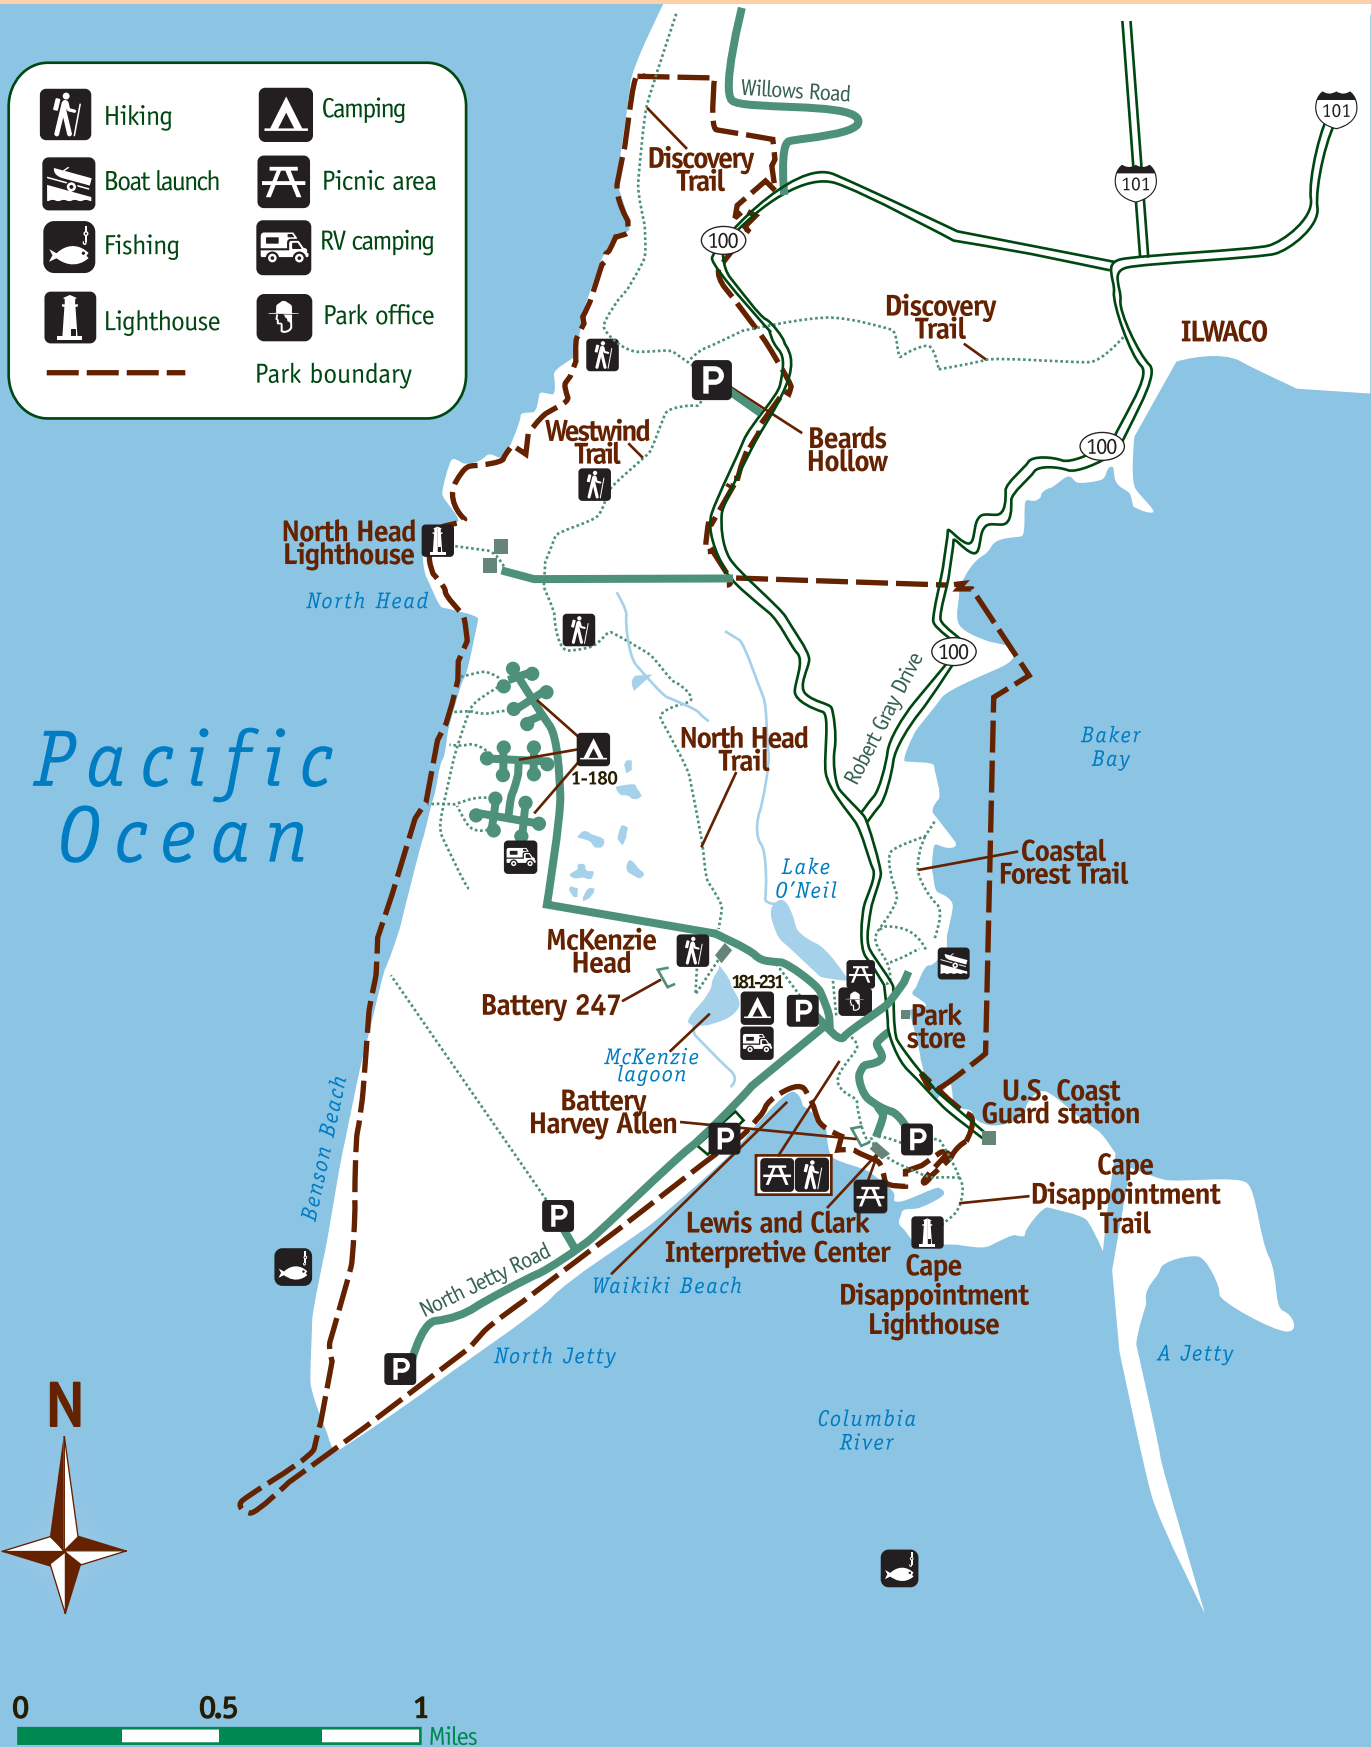 Hiking
Camping
Boat launch
Picnic area
Fishing
RV camping
Lighthouse
Park office
Park boundary
Willows Road
101
101
Discovery
Trail
100
Discovery
Trail
ILWACO
P
Westwind
Trail
Beards
Hollow
100
North Head
Lighthouse
North Head
100
Robert Gray Drive
Pacific
Ocean
1-180
North Head
Trail
Baker
Bay
Lake
O'Neil
Coastal
Forest Trail
McKenzie
Head
Battery 247
181-231
P
Park
store
McKenzie
lagoon
Battery
Harvey Allen
U.S. Coast
Guard station
P
P
Benson Beach
Cape
Disappointment
Trail
P
Lewis and Clark
Interpretive Center
North Jetty Road
Waikiki Beach
Cape
Disappointment
Lighthouse
P
North Jetty
A Jetty
Columbia
River
N
0
0.5
1
Miles